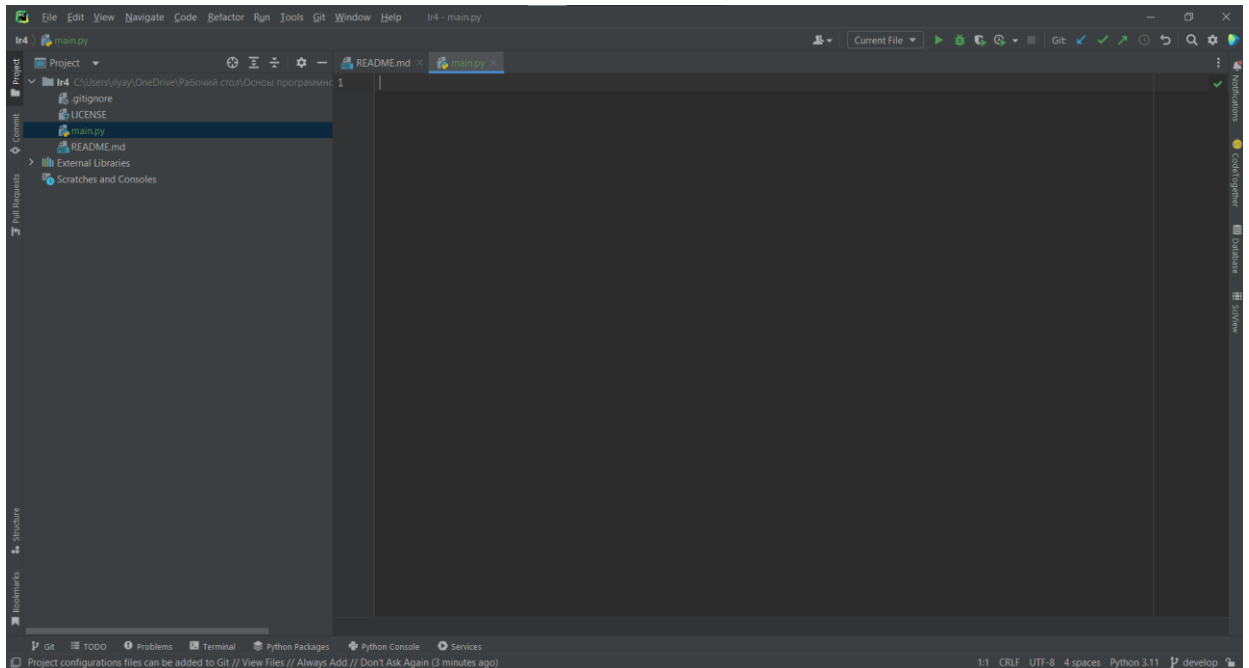 File Edit View Navigate Code Refactor Run Tools Git Window Help lr4 - main.py
lr4 main.py Current File Git:
Project README.md main.py
lr4 C:\Users\ilyay\OneDrive\Рабочий стол\Основы программно 1
.gitignore
LICENSE
main.py
README.md
External Libraries
Scratches and Consoles
Project
Commit
Pull Requests
Structure
Bookmarks
Notifications
CodeTogether
Database
SciView
Git TODO Problems Terminal Python Packages Python Console Services
Project configurations files can be added to Git // View Files // Always Add // Don't Ask Again (3 minutes ago) 1:1 CRLF UTF-8 4 spaces Python 3.11 develop